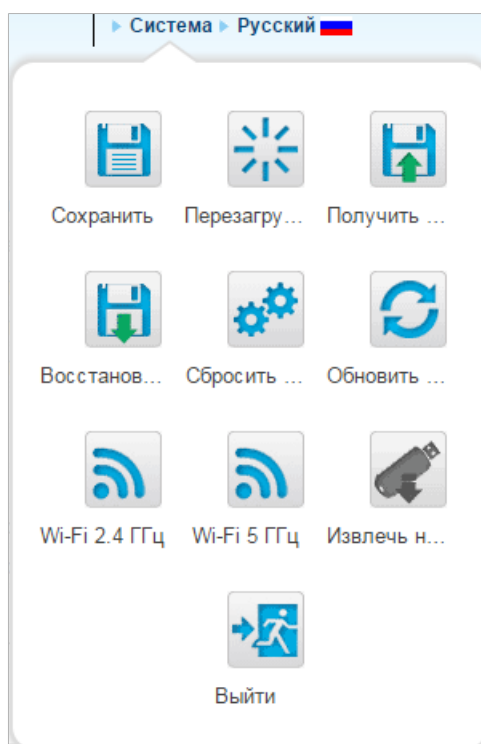 Система Русский
Сохранить Перезагру... Получить ...
Восстанов... Сбросить ... Обновить ...
Wi-Fi 2.4 ГГц Wi-Fi 5 ГГц Извлечь н...
Выйти